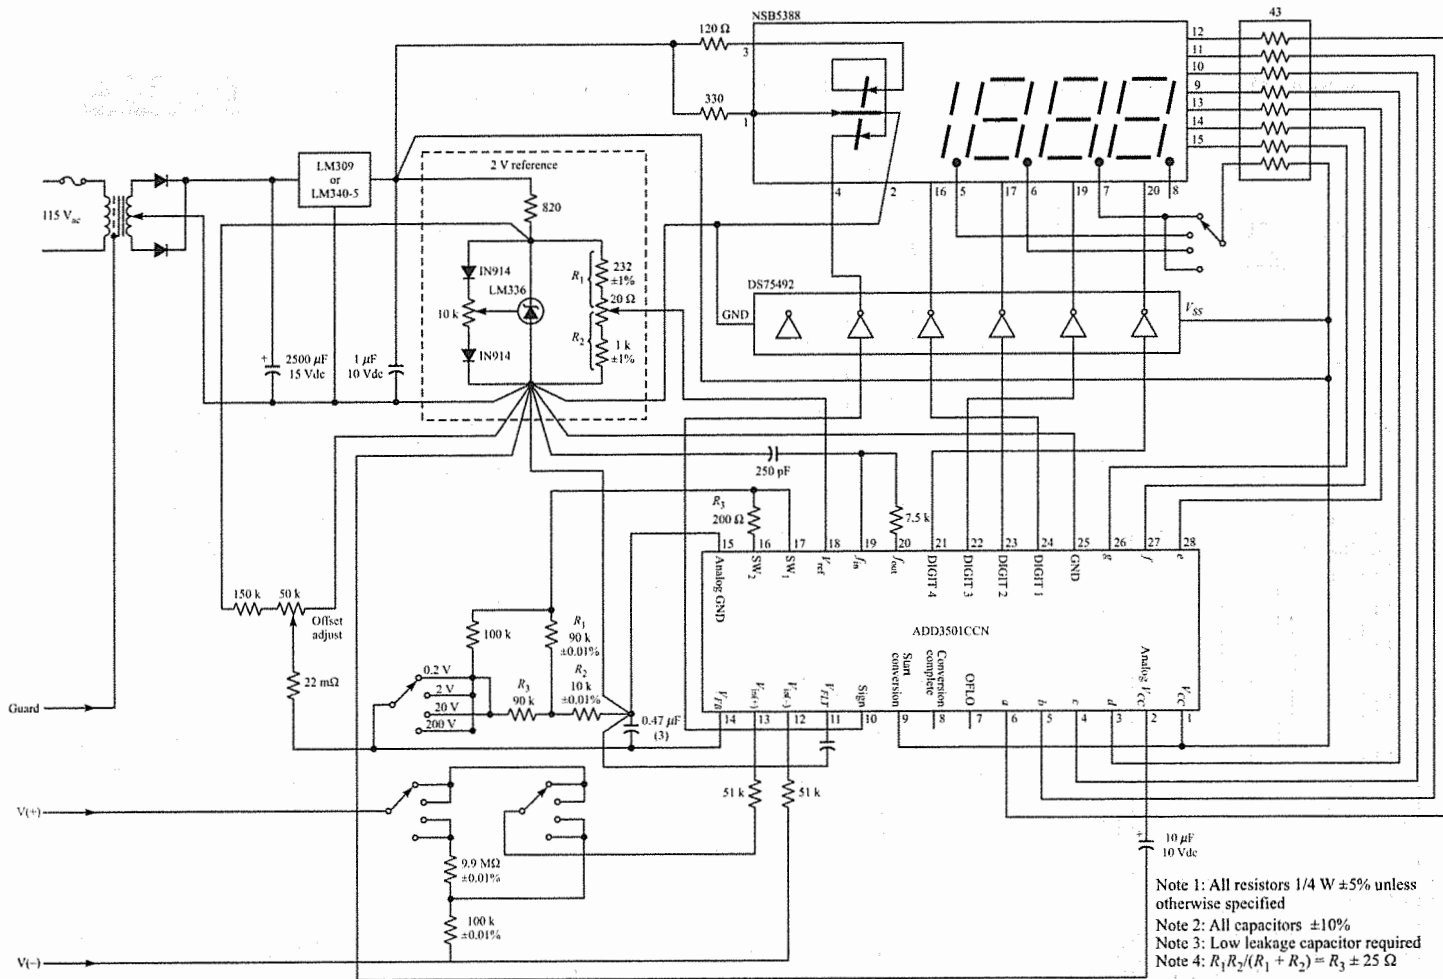 NSB5388
43
120 Ω
3
330
1
4
2
16
5
17
6
19
7
20
8
12
11
10
9
13
14
15
LM309
or
LM340-5
2 V reference
115 Vac
820
R1
232
±1%
20 Ω
R2
1 k
±1%
IN914
LM336
10 k
IN914
+
2500 μF
15 Vdc
1 μF
10 Vdc
DS75492
GND
VSS
250 pF
7.5 k
R3
200 Ω
15
16
17
18
19
20
21
22
23
24
25
26
27
28
Analog GND
SW2
SW1
Vref
fin
fout
DIGIT 4
DIGIT 3
DIGIT 2
DIGIT 1
GND
g
f
e
ADD3501CCN
VFB
Vin(+)
Vin(−)
VFLT
Sign
Start
conversion
Conversion
complete
OFLO
a
b
c
d
Analog VCC
VCC
14
13
12
11
10
9
8
7
6
5
4
3
2
1
150 k
50 k
Offset
adjust
22 mΩ
Guard
0.2 V
2 V
20 V
200 V
100 k
R1
90 k
±0.01%
R3
90 k
R2
10 k
±0.01%
0.47 μF
(3)
51 k
51 k
V(+)
9.9 MΩ
±0.01%
100 k
±0.01%
V(−)
+
10 μF
10 Vdc
Note 1: All resistors 1/4 W ±5% unless
otherwise specified
Note 2: All capacitors ±10%
Note 3: Low leakage capacitor required
Note 4: R1R2/(R1 + R2) = R3 ± 25 Ω